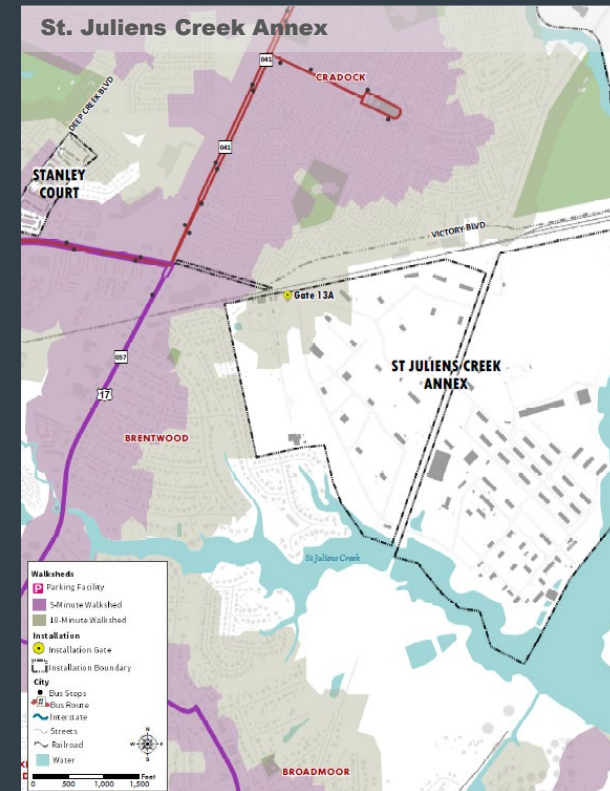 St. Juliens Creek Annex
041
CRADOCK
DEEP CREEK BLVD
041
STANLEY
COURT
VICTORY BLVD
Gate 13A
057
ST JULIENS CREEK
ANNEX
17
BRENTWOOD
St Juliens Creek
Walksheds
P Parking Facility
5-Minute Walkshed
10-Minute Walkshed
Installation
Installation Gate
Installation Boundary
City
Bus Stops
# Bus Route
Interstate
Streets
Railroad
Water
N
W E
S
Feet
0 500 1,000 1,500
BROADMOOR